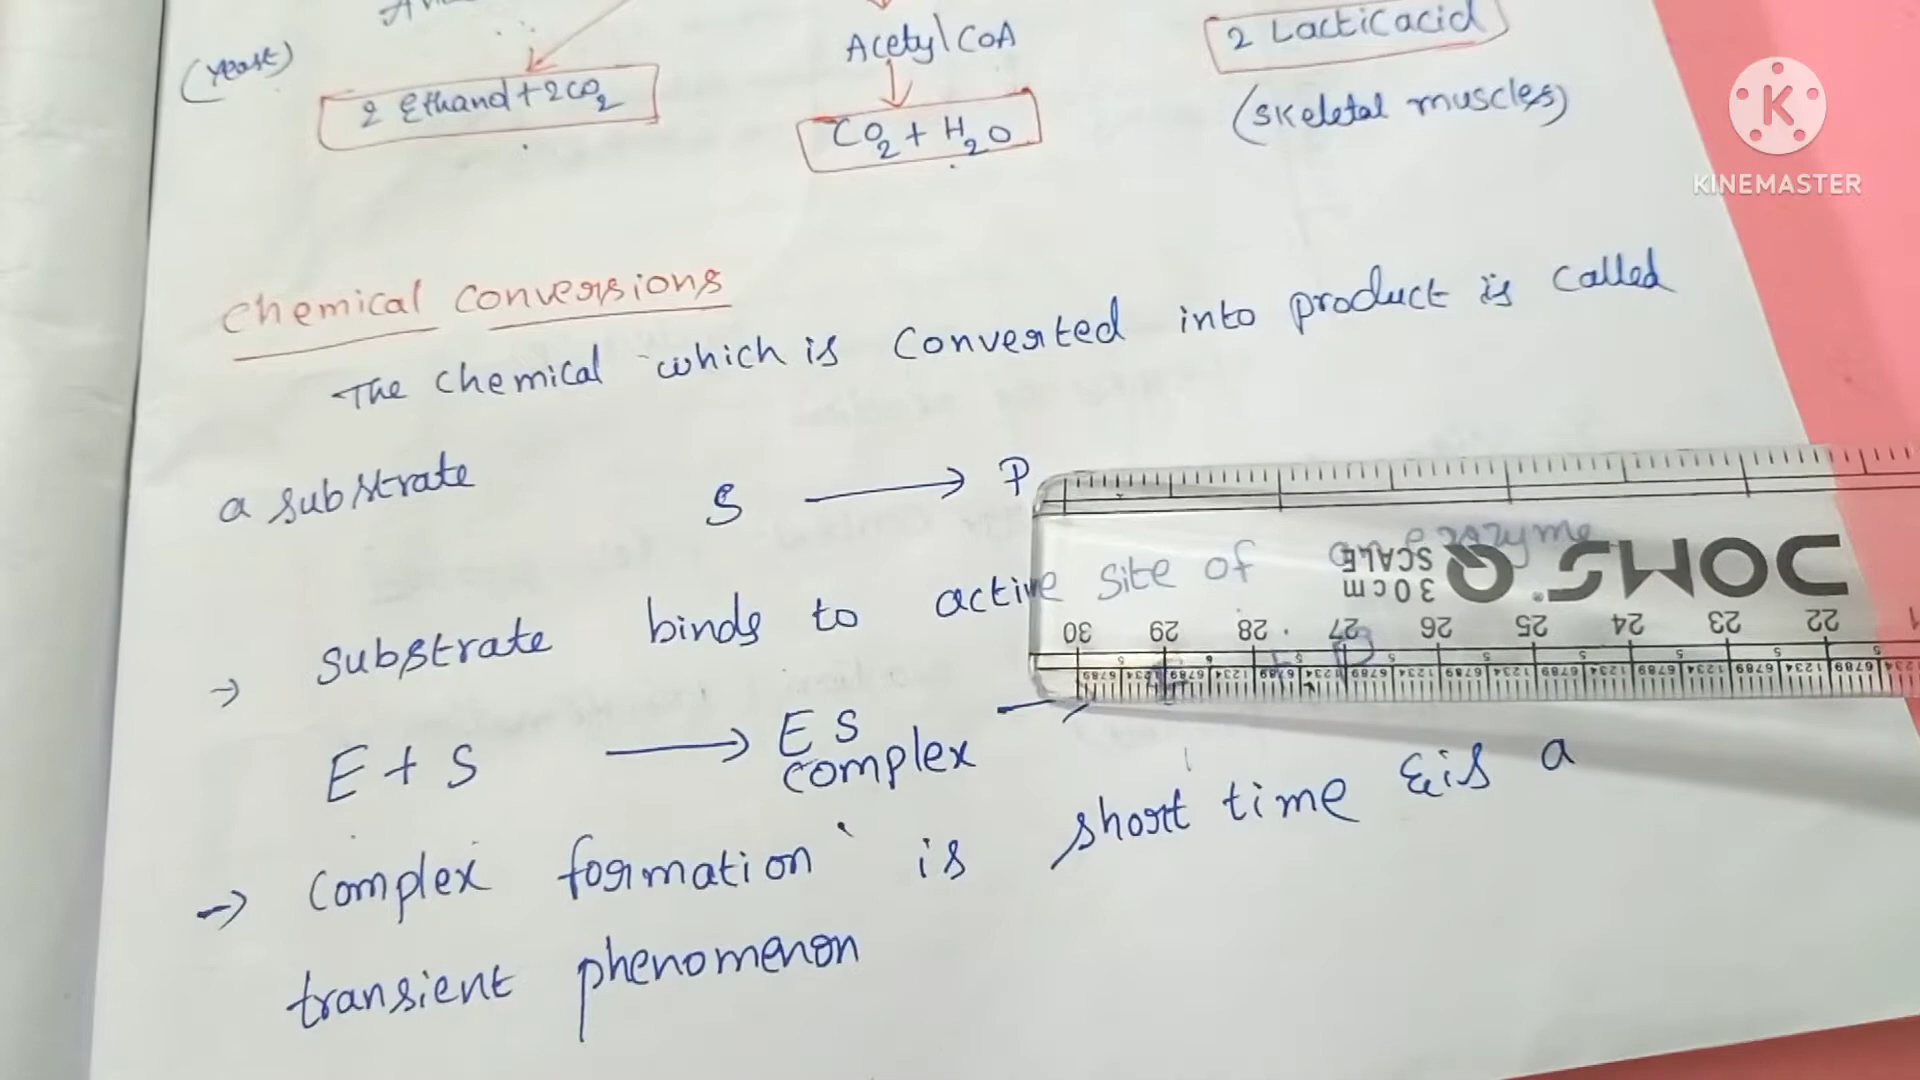 (Yeast)
2 Ethanol + 2CO2
Acetyl CoA
CO2 + H2O
2 Lactic acid
(skeletal muscles)
K
KINEMASTER
Chemical conversions
The chemical which is converted into product is called
a substrate
S → P
→ substrate binds to active site of enzyme
E + S → ES complex →
→ complex formation is short time & is a
transient phenomenon
DOMS Q SCALE 30cm
30 29 28 27 26 25 24 23 22